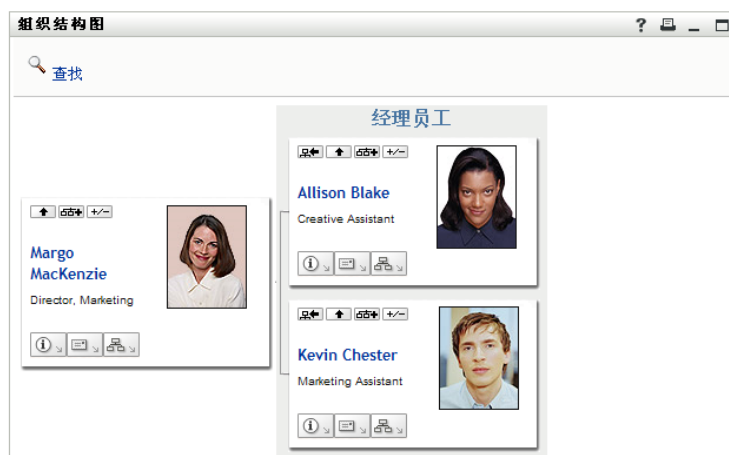 组织结构图
查找
经理员工
Allison Blake
Creative Assistant
Margo
MacKenzie
Director, Marketing
Kevin Chester
Marketing Assistant